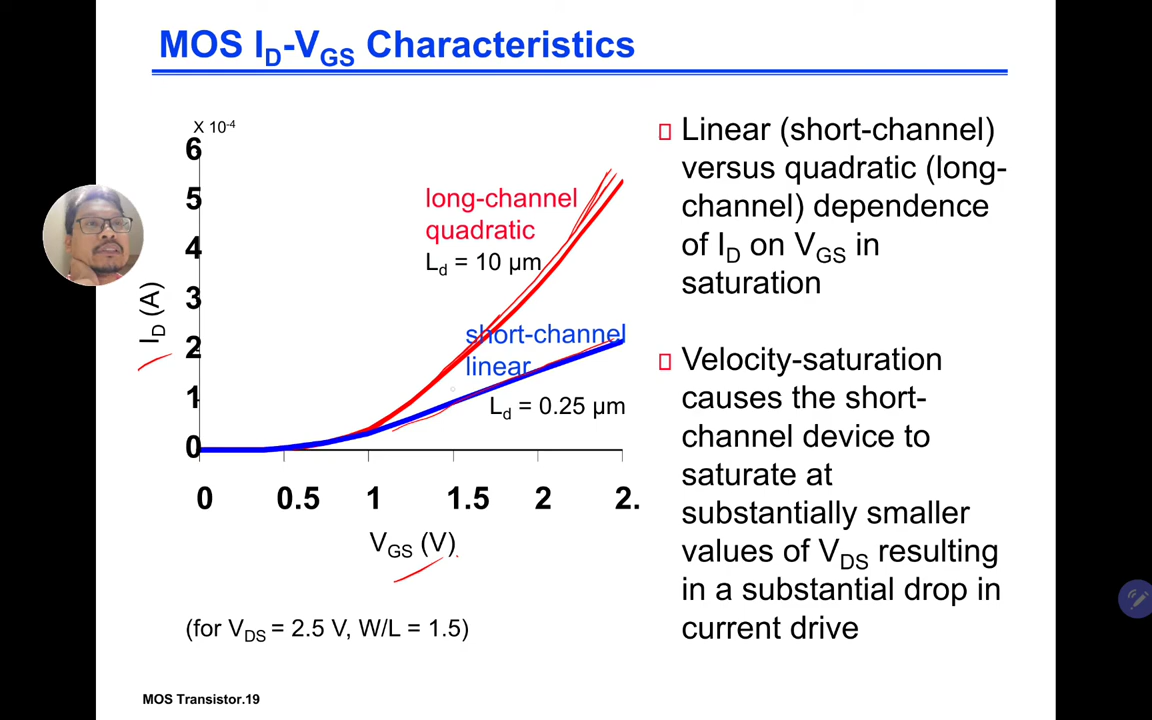 MOS ID-VGS Characteristics
X 10-4
6
5
4
3
2
1
0
ID (A)
long-channel
quadratic
Ld = 10 μm
short-channel
linear
Ld = 0.25 μm
0 0.5 1 1.5 2 2.
VGS (V)
(for VDS = 2.5 V, W/L = 1.5)
Linear (short-channel)
versus quadratic (long-
channel) dependence
of ID on VGS in
saturation
Velocity-saturation
causes the short-
channel device to
saturate at
substantially smaller
values of VDS resulting
in a substantial drop in
current drive
MOS Transistor.19